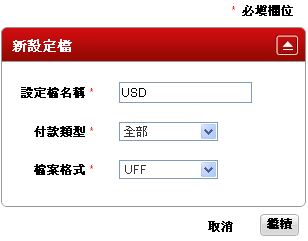 * 必填欄位
新設定檔
設定檔名稱 * USD
付款類型 * 全部
檔案格式 * UFF
取消 繼續